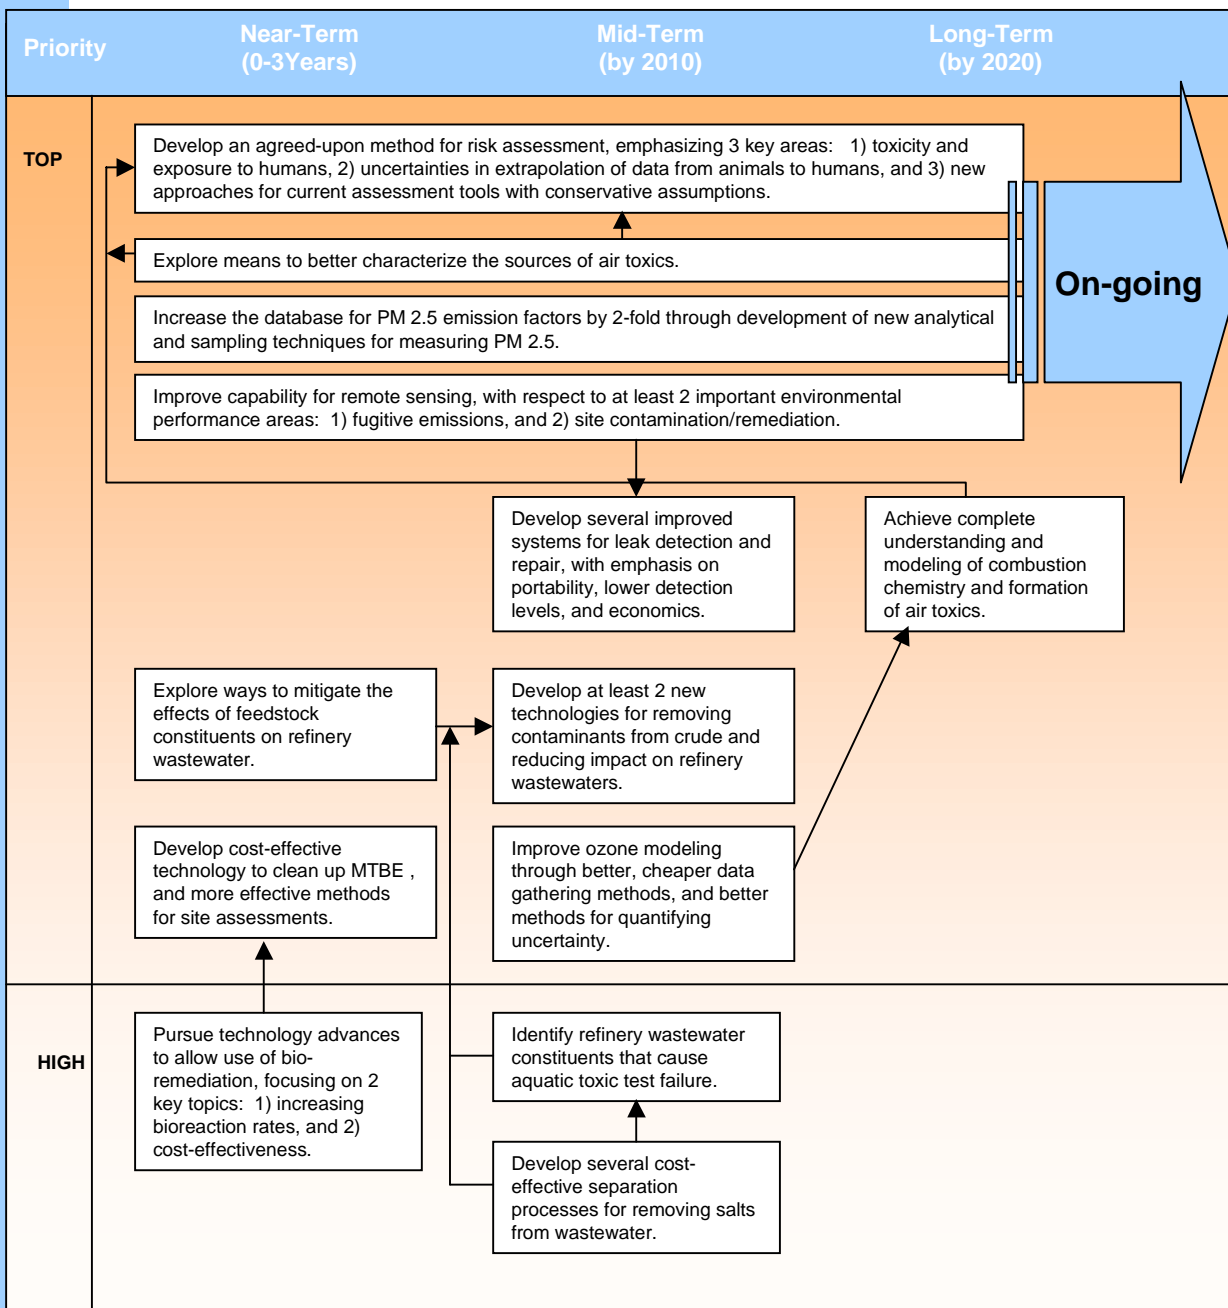 Priority
Near-Term
(0-3Years)
Mid-Term
(by 2010)
Long-Term
(by 2020)
TOP
Develop an agreed-upon method for risk assessment, emphasizing 3 key areas: 1) toxicity and
exposure to humans, 2) uncertainties in extrapolation of data from animals to humans, and 3) new
approaches for current assessment tools with conservative assumptions.
Explore means to better characterize the sources of air toxics.
Increase the database for PM 2.5 emission factors by 2-fold through development of new analytical
and sampling techniques for measuring PM 2.5.
Improve capability for remote sensing, with respect to at least 2 important environmental
performance areas: 1) fugitive emissions, and 2) site contamination/remediation.
On-going
Develop several improved
systems for leak detection and
repair, with emphasis on
portability, lower detection
levels, and economics.
Achieve complete
understanding and
modeling of combustion
chemistry and formation
of air toxics.
Explore ways to mitigate the
effects of feedstock
constituents on refinery
wastewater.
Develop at least 2 new
technologies for removing
contaminants from crude and
reducing impact on refinery
wastewaters.
Develop cost-effective
technology to clean up MTBE ,
and more effective methods
for site assessments.
Improve ozone modeling
through better, cheaper data
gathering methods, and better
methods for quantifying
uncertainty.
HIGH
Pursue technology advances
to allow use of bio-
remediation, focusing on 2
key topics: 1) increasing
bioreaction rates, and 2)
cost-effectiveness.
Identify refinery wastewater
constituents that cause
aquatic toxic test failure.
Develop several cost-
effective separation
processes for removing salts
from wastewater.